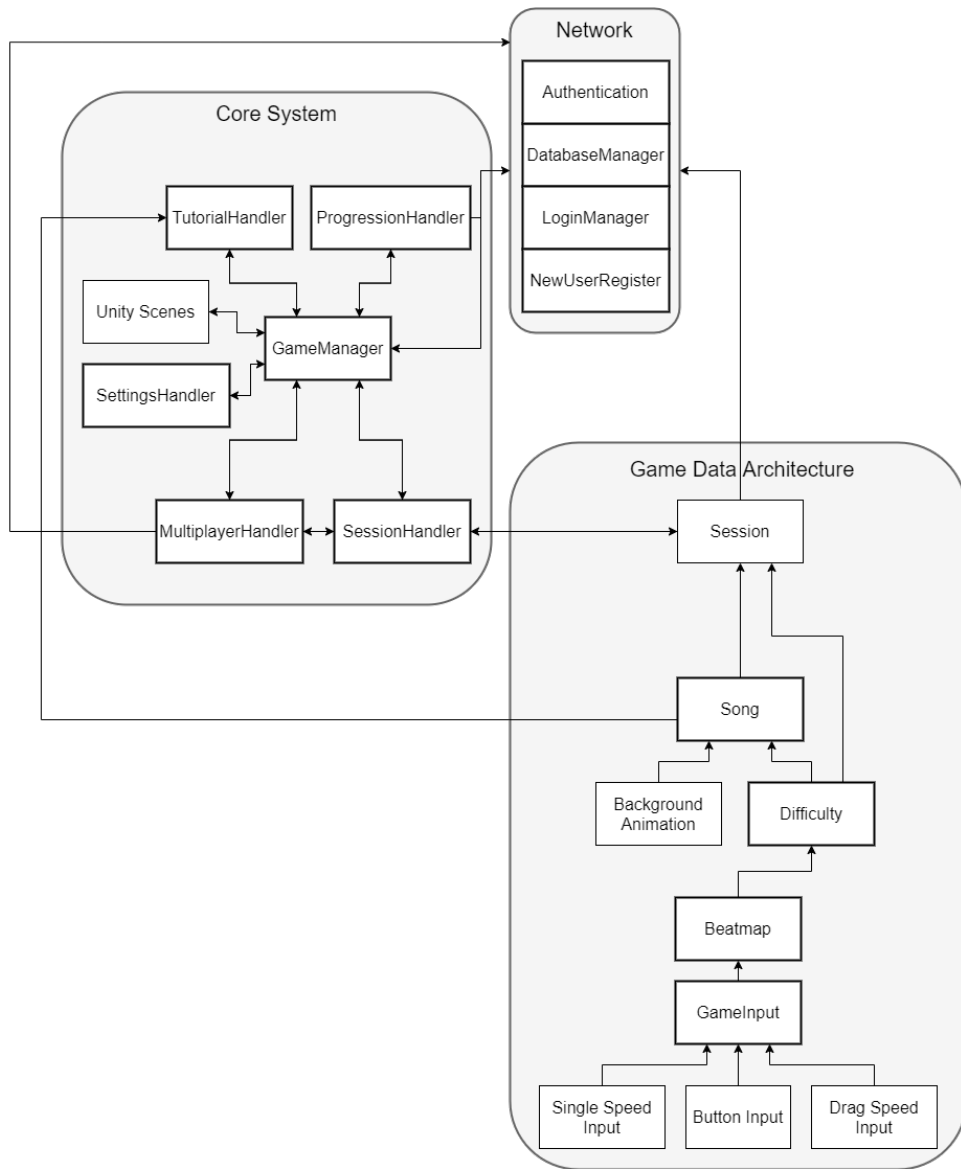 Network
Authentication
DatabaseManager
LoginManager
NewUserRegister
Core System
TutorialHandler
ProgressionHandler
Unity Scenes
GameManager
SettingsHandler
MultiplayerHandler
SessionHandler
Game Data Architecture
Session
Song
Background
Animation
Difficulty
Beatmap
GameInput
Single Speed
Input
Button Input
Drag Speed
Input